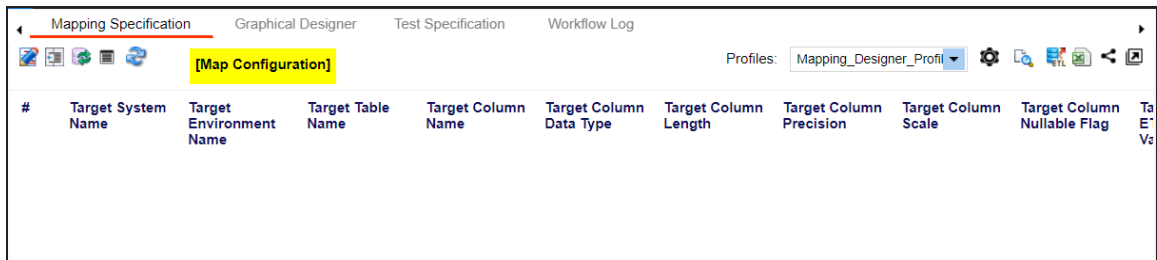 Mapping Specification Graphical Designer Test Specification Workflow Log
[Map Configuration] Profiles: Mapping_Designer_Profil ETL
# Target System Target Target Table Target Column Target Column Target Column Target Column Target Column Target Column Ta
Name Environment Name Name Data Type Length Precision Scale Nullable Flag
Name